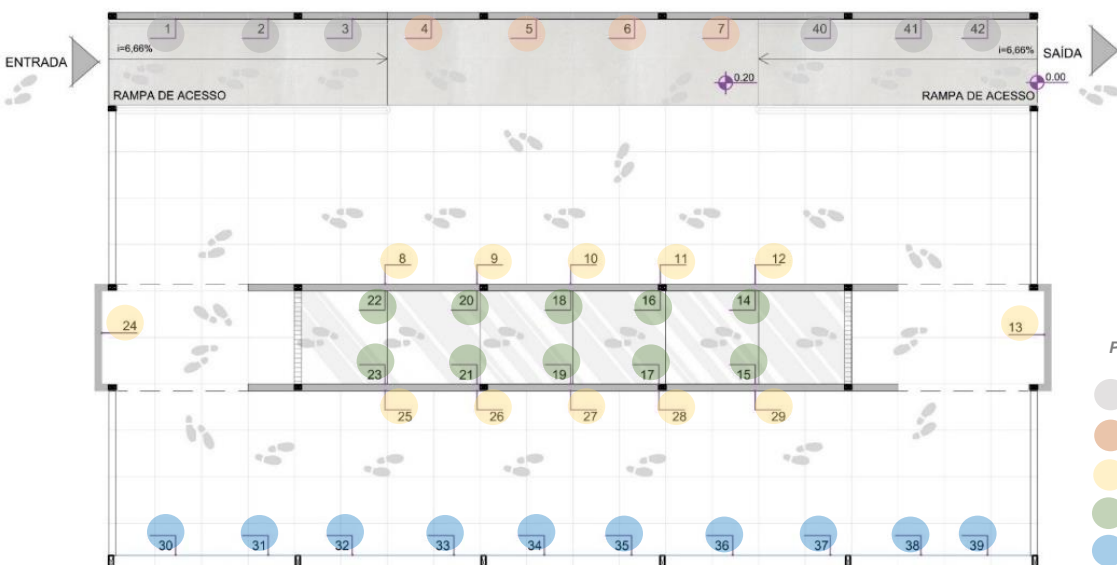 1 2 3 4 5 6 7 40 41 42
i=6,66% i=6,66%
ENTRADA SAÍDA
0.20 0.00
RAMPA DE ACESSO RAMPA DE ACESSO
8 9 10 11 12
22 20 18 16 14
24 13
P
23 21 19 17 15
25 26 27 28 29
30 31 32 33 34 35 36 37 38 39